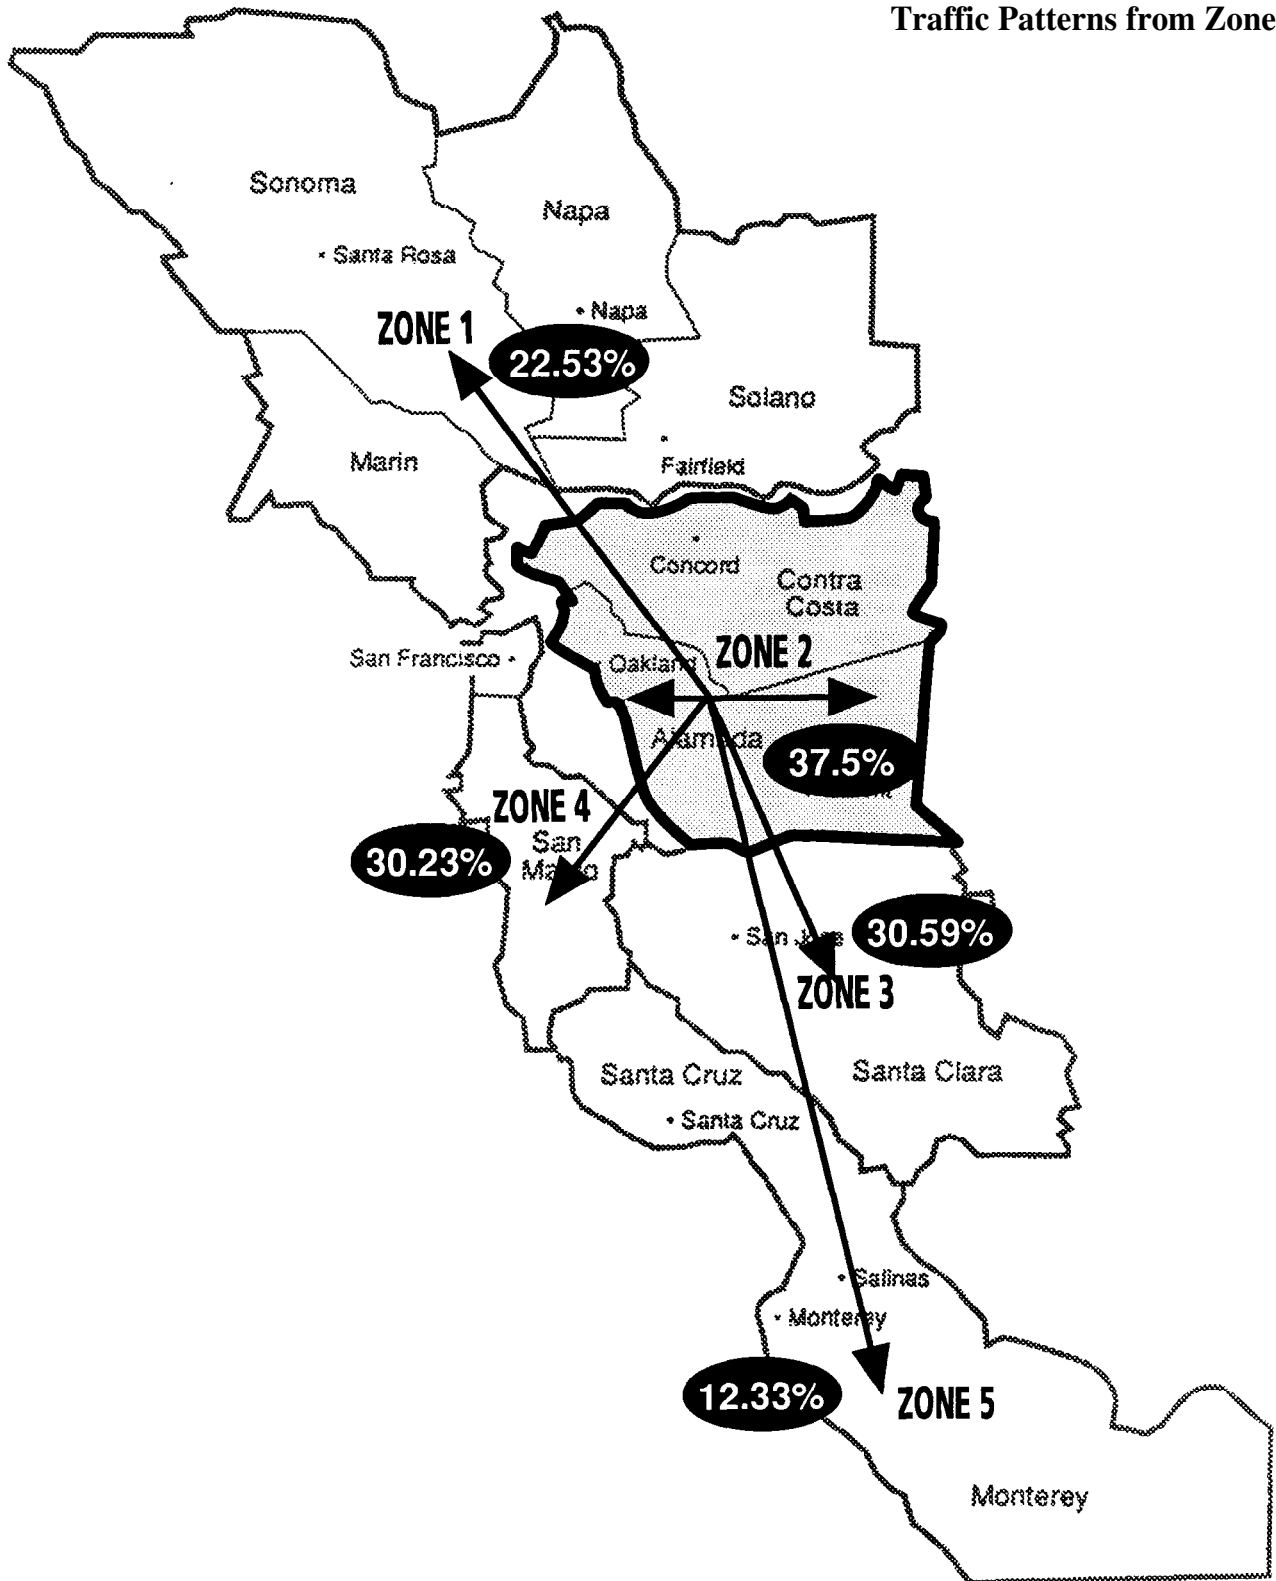 Traffic Patterns from Zone
Sonoma
Napa
Santa Rosa
Napa
ZONE 1
22.53%
Solano
Marin
Fairfield
Concord
Contra
Costa
San Francisco
Oakland
ZONE 2
Alameda
37.5%
ZONE 4
San
Mateo
30.23%
San Jose
30.59%
ZONE 3
Santa Cruz
Santa Clara
Santa Cruz
Salinas
Monterey
12.33%
ZONE 5
Monterey